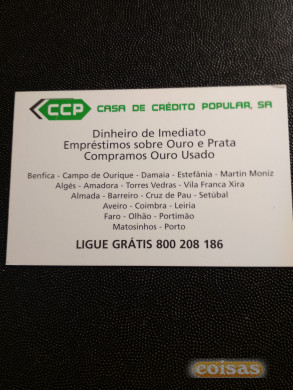 CCP CASA DE CRÉDITO POPULAR, SA
Dinheiro de Imediato
Empréstimos sobre Ouro e Prata
Compramos Ouro Usado
Benfica - Campo de Ourique - Damaia - Estefânia - Martim Moniz
Algés - Amadora - Torres Vedras - Vila Franca Xira
Almada - Barreiro - Cruz de Pau - Setúbal
Aveiro - Coimbra - Leiria
Faro - Olhão - Portimão
Matosinhos - Porto
LIGUE GRÁTIS 800 208 186
coisas